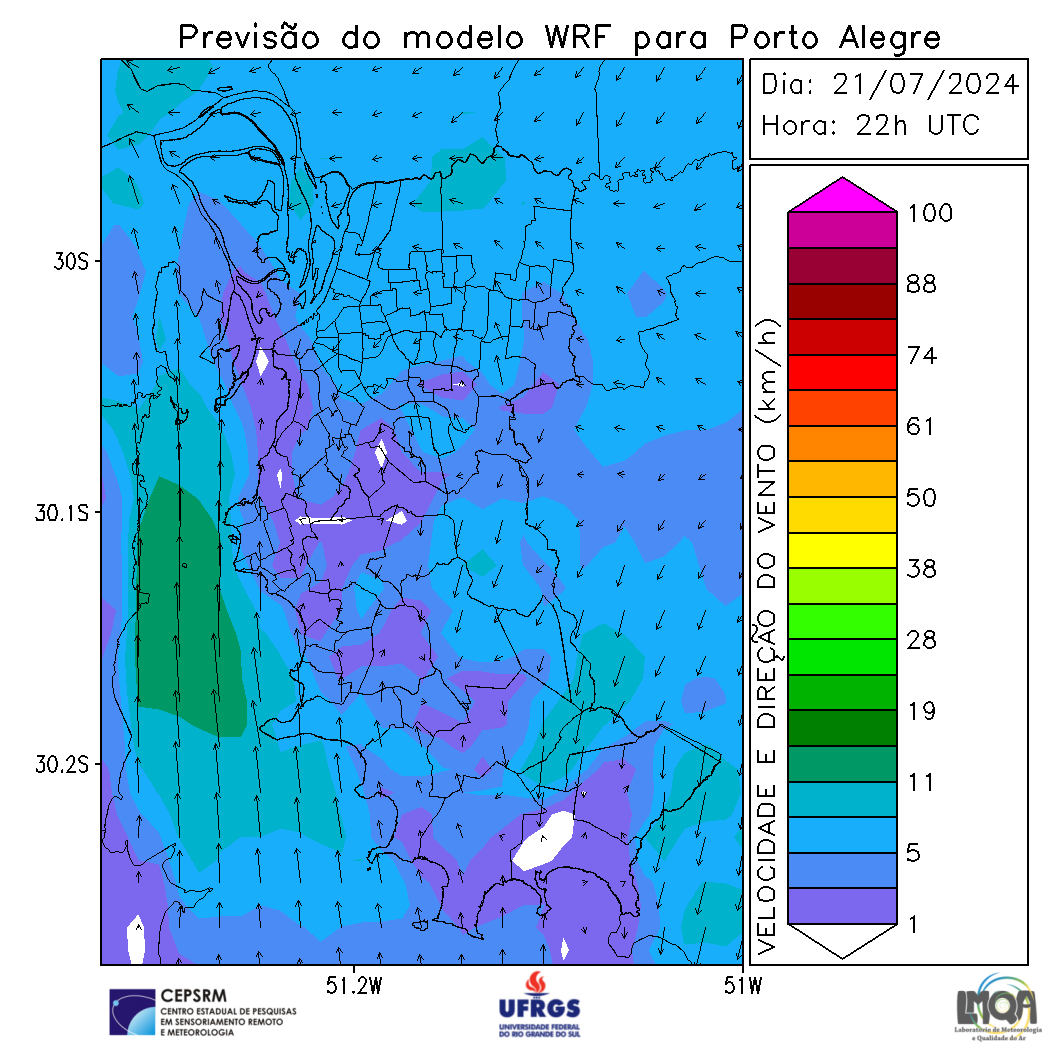 Previsão do modelo WRF para Porto Alegre
Dia: 21/07/2024
Hora: 22h UTC
30S
30.1S
30.2S
51.2W
51W
VELOCIDADE E DIREÇÃO DO VENTO (km/h)
100
88
74
61
50
38
28
19
11
5
1
CEPSRM
CENTRO ESTADUAL DE PESQUISAS
EM SENSORIAMENTO REMOTO
E METEOROLOGIA
UFRGS
UNIVERSIDADE FEDERAL
DO RIO GRANDE DO SUL
LMQA
Laboratório de Meteorologia
e Qualidade do Ar